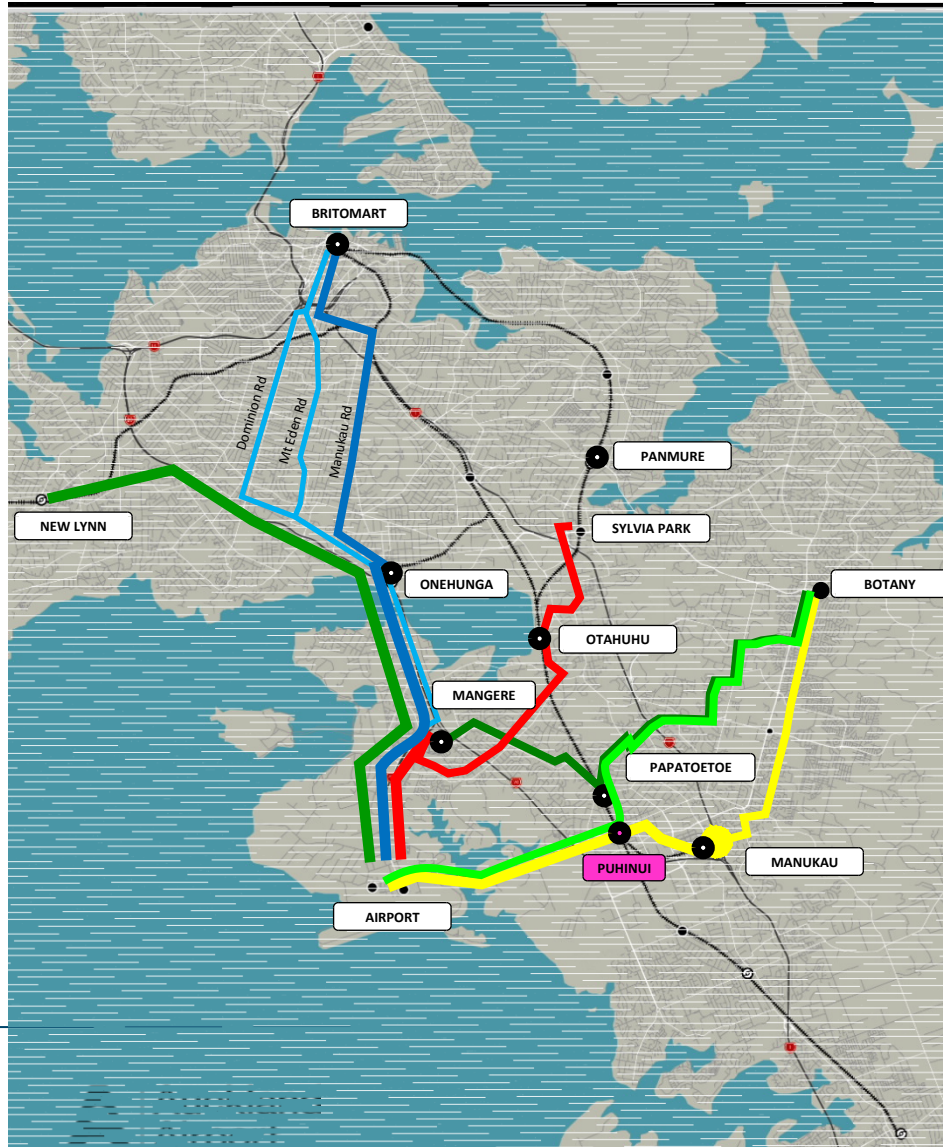 BRITOMART
Dominion Rd
Mt Eden Rd
Manukau Rd
PANMURE
NEW LYNN
SYLVIA PARK
ONEHUNGA
BOTANY
OTAHUHU
MANGERE
PAPATOETOE
PUHINUI
MANUKAU
AIRPORT